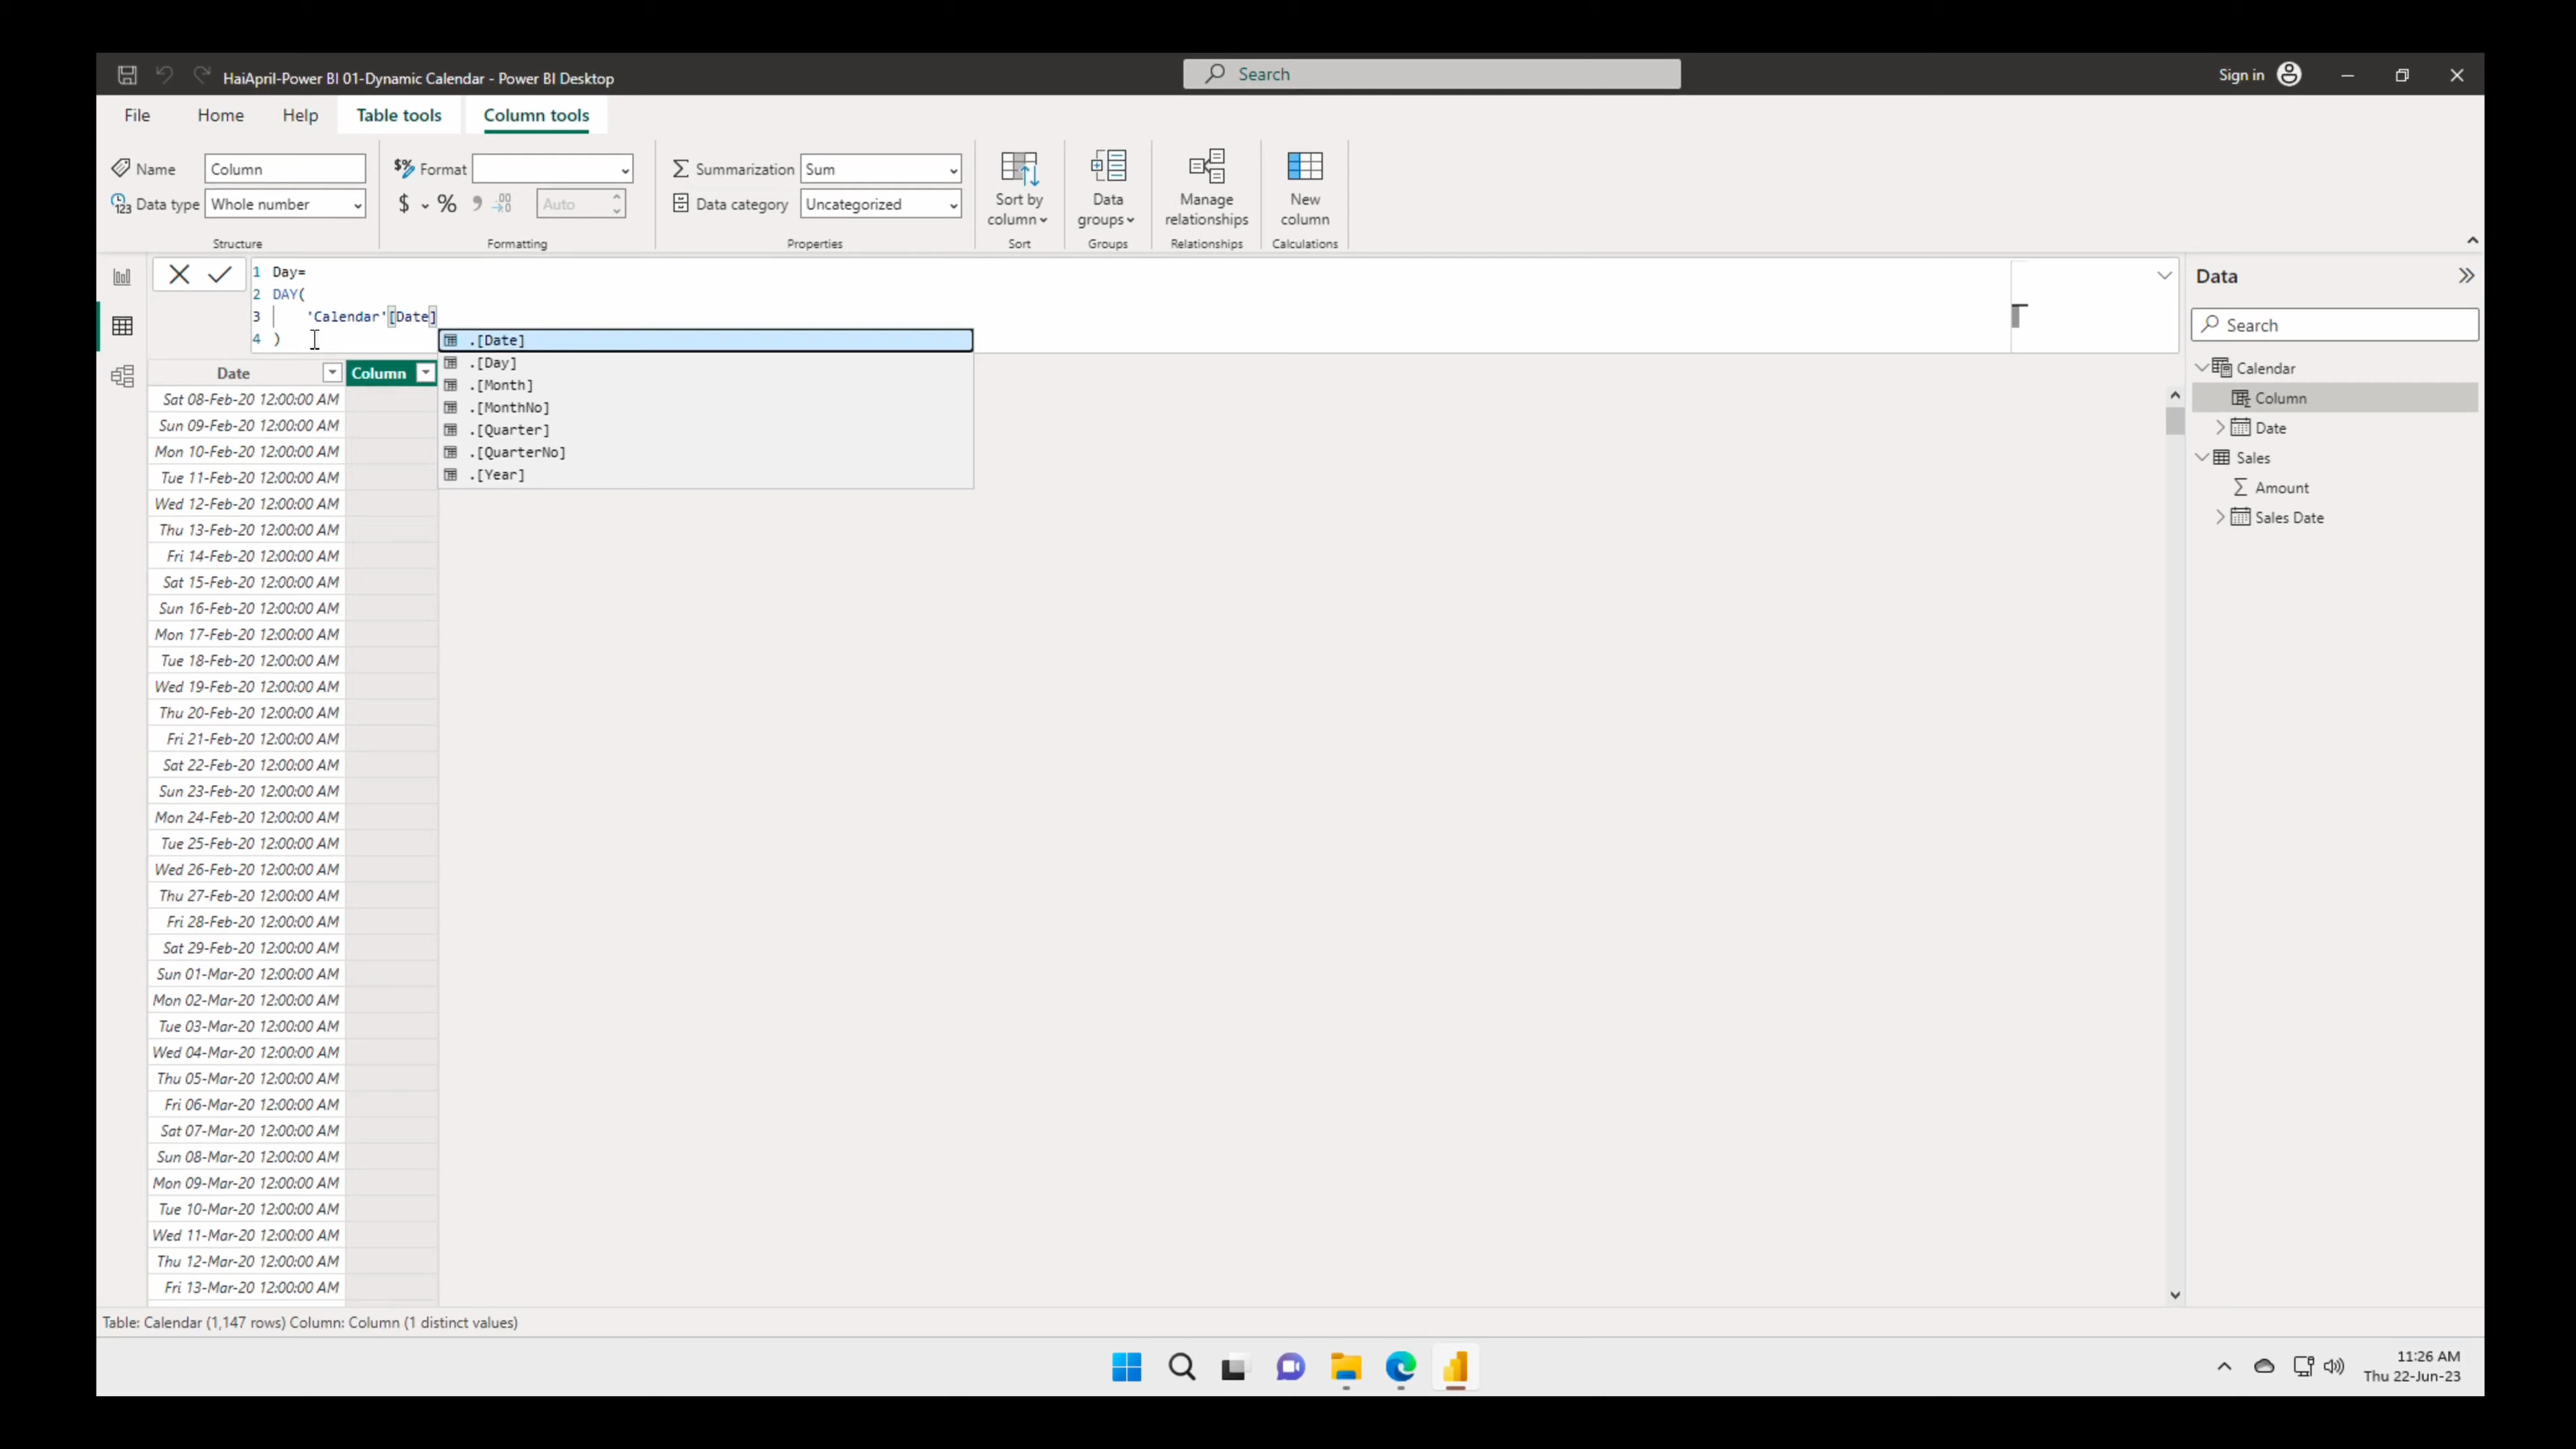 HaiApril-Power BI 01-Dynamic Calendar - Power BI Desktop
Search
Sign in
File Home Help Table tools Column tools
Name Column
Data type Whole number
Structure
Format
$ % Auto
Formatting
Summarization Sum
Data category Uncategorized
Properties
Sort by
column
Sort
Data
groups
Groups
Manage
relationships
Relationships
New
column
Calculations
1 Day=
2 DAY(
3 'Calendar'[Date]
4 )
.[Date]
.[Day]
.[Month]
.[MonthNo]
.[Quarter]
.[QuarterNo]
.[Year]
Date Column
Sat 08-Feb-20 12:00:00 AM
Sun 09-Feb-20 12:00:00 AM
Mon 10-Feb-20 12:00:00 AM
Tue 11-Feb-20 12:00:00 AM
Wed 12-Feb-20 12:00:00 AM
Thu 13-Feb-20 12:00:00 AM
Fri 14-Feb-20 12:00:00 AM
Sat 15-Feb-20 12:00:00 AM
Sun 16-Feb-20 12:00:00 AM
Mon 17-Feb-20 12:00:00 AM
Tue 18-Feb-20 12:00:00 AM
Wed 19-Feb-20 12:00:00 AM
Thu 20-Feb-20 12:00:00 AM
Fri 21-Feb-20 12:00:00 AM
Sat 22-Feb-20 12:00:00 AM
Sun 23-Feb-20 12:00:00 AM
Mon 24-Feb-20 12:00:00 AM
Tue 25-Feb-20 12:00:00 AM
Wed 26-Feb-20 12:00:00 AM
Thu 27-Feb-20 12:00:00 AM
Fri 28-Feb-20 12:00:00 AM
Sat 29-Feb-20 12:00:00 AM
Sun 01-Mar-20 12:00:00 AM
Mon 02-Mar-20 12:00:00 AM
Tue 03-Mar-20 12:00:00 AM
Wed 04-Mar-20 12:00:00 AM
Thu 05-Mar-20 12:00:00 AM
Fri 06-Mar-20 12:00:00 AM
Sat 07-Mar-20 12:00:00 AM
Sun 08-Mar-20 12:00:00 AM
Mon 09-Mar-20 12:00:00 AM
Tue 10-Mar-20 12:00:00 AM
Wed 11-Mar-20 12:00:00 AM
Thu 12-Mar-20 12:00:00 AM
Fri 13-Mar-20 12:00:00 AM
Data
Search
Calendar
Column
Date
Sales
Amount
Sales Date
Table: Calendar (1,147 rows) Column: Column (1 distinct values)
11:26 AM
Thu 22-Jun-23